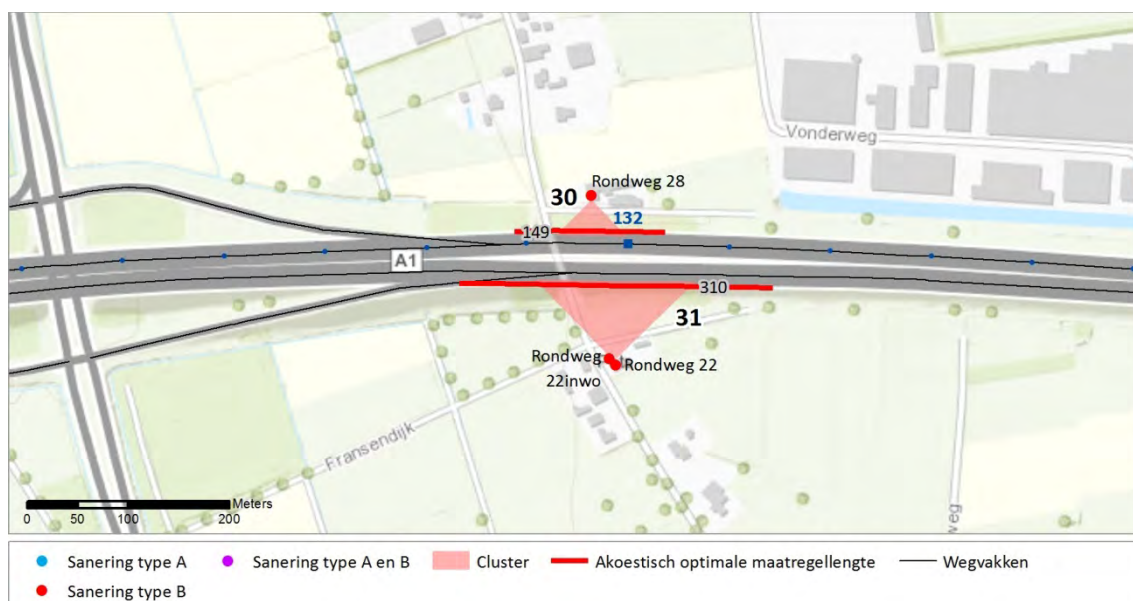 Vonderweg
30
Rondweg 28
132
149
A1
310
31
Rondweg
22inwo
Rondweg 22
Fransendijk
weg
Meters
0 50 100 200
Sanering type A
Sanering type A en B
Cluster
Akoestisch optimale maatregellengte
Wegvakken
Sanering type B